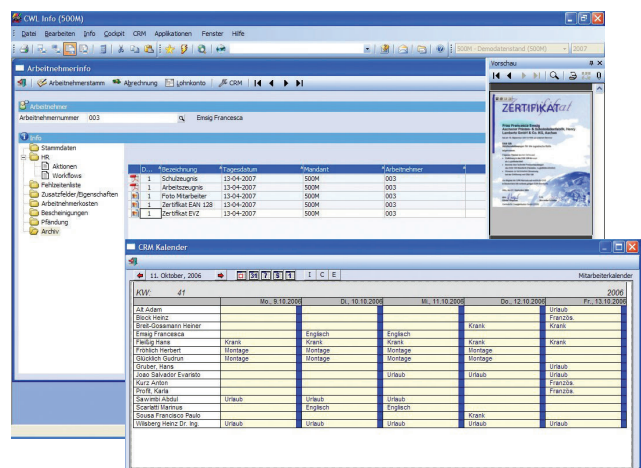 CWL Info (500M)
Datei Bearbeiten Info Cockpit CRM Applikationen Fenster Hilfe
500M - Demodatenstand (500M) 2007
Arbeitnehmerinfo
Arbeitnehmerstamm Abrechnung Lohnkonto CRM
Arbeitnehmer
Arbeitnehmernummer 003 Emsig Francesca
Info
Stammdaten
HR
Aktionen
Workflows
Fehlzeitenliste
Zusatzfelder/Eigenschaften
Arbeitnehmerkosten
Bescheinigungen
Pfändung
Archiv
D... Bezeichnung Tagesdatum Mandant Arbeitnehmer
1 Schulzeugnis 13-04-2007 500M 003
1 Arbeitszeugnis 13-04-2007 500M 003
1 Foto Mitarbeiter 13-04-2007 500M 003
1 Zertifikat EAN 128 13-04-2007 500M 003
1 Zertifikat EVZ 13-04-2007 500M 003
Vorschau
ZERTIFIKAT
CRM Kalender
11. Oktober, 2006 31 7 5 1 I C E Mitarbeiterkalender
KW: 41 2006
Mo., 9.10.2006 Di., 10.10.2006 Mi., 11.10.2006 Do., 12.10.2006 Fr., 13.10.2006
Alt Adam Urlaub
Block Heinz Französ.
Breit-Gossmann Heiner Krank Krank
Emsig Francesca Englisch Englisch
Fleißig Hans Krank Krank Krank Krank Krank
Fröhlich Herbert Montage Montage Montage Montage
Glücklich Gudrun Montage Montage Montage Montage
Gruber, Hans Urlaub
Joao Salvador Evaristo Urlaub Urlaub Urlaub
Kurz Anton Französ.
Profit, Karla Französ.
Sawimbi Abdul Urlaub Urlaub Urlaub
Scarlatti Marinus Englisch Englisch
Sousa Francisco Paulo Krank
Wilsberg Heinz Dr. Ing. Urlaub Urlaub Urlaub Urlaub Urlaub